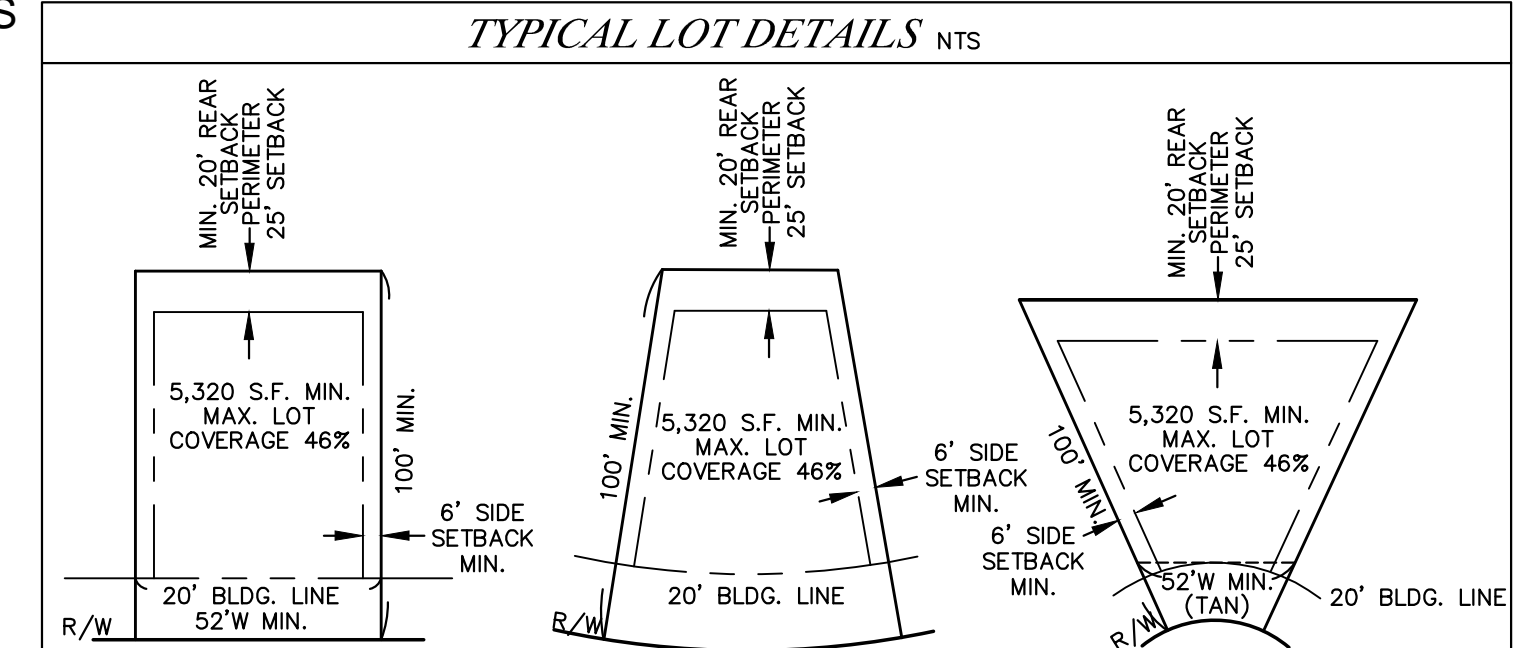 S
TYPICAL LOT DETAILS NTS
MIN. 20' REAR
SETBACK
PERIMETER
25' SETBACK
5,320 S.F. MIN.
MAX. LOT
COVERAGE 46%
100' MIN.
6' SIDE
SETBACK
MIN.
20' BLDG. LINE
52'W MIN.
R/W
MIN. 20' REAR
SETBACK
PERIMETER
25' SETBACK
100' MIN.
5,320 S.F. MIN.
MAX. LOT
COVERAGE 46%
6' SIDE
SETBACK
MIN.
20' BLDG. LINE
R/W
MIN. 20' REAR
SETBACK
PERIMETER
25' SETBACK
5,320 S.F. MIN.
MAX. LOT
COVERAGE 46%
100' MIN.
6' SIDE
SETBACK
MIN.
52'W MIN.
(TAN)
20' BLDG. LINE
R/W